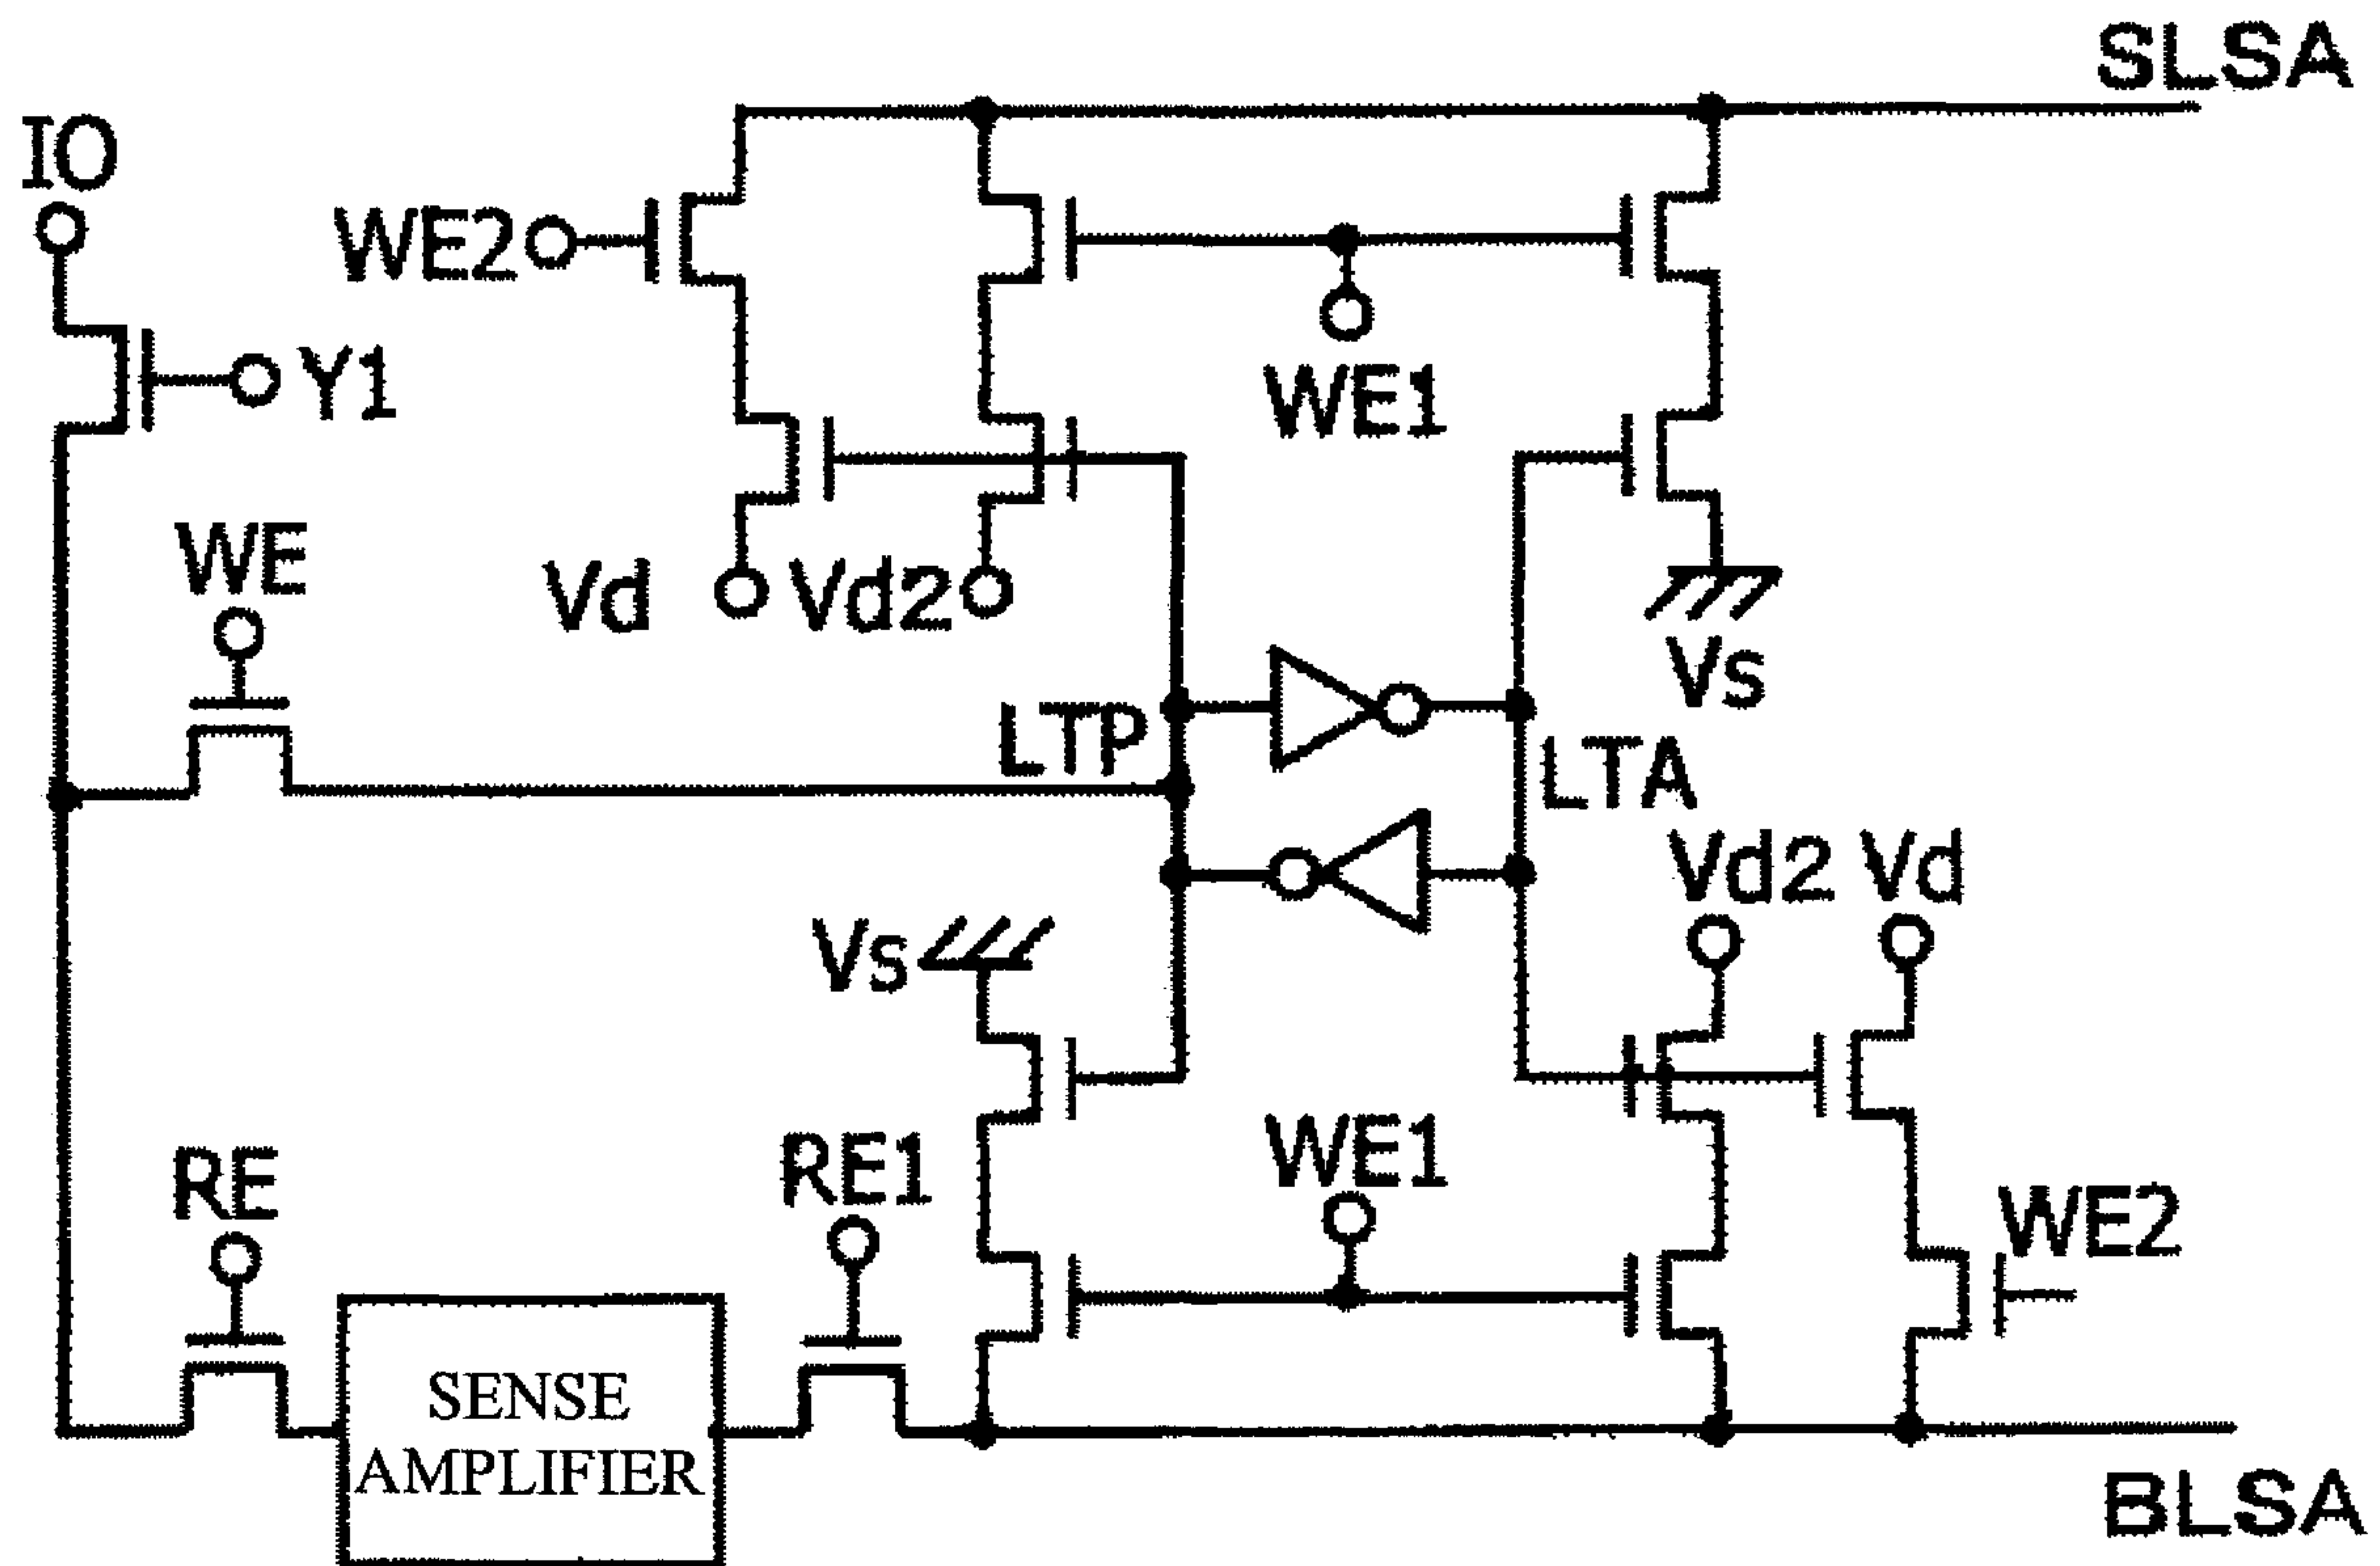 SLSA
IO
WE2
Y1
WE1
WE
Vd
Vd2
Vs
LTP
LTA
Vd2
Vd
Vs
RE
RE1
WE1
WE2
SENSE
AMPLIFIER
BLSA